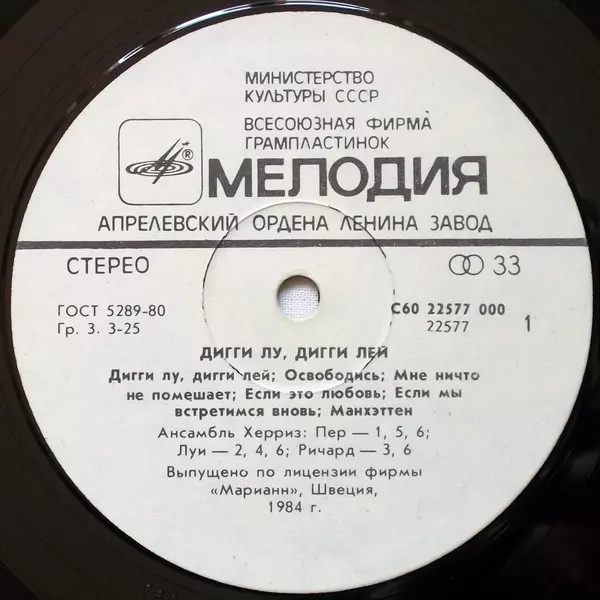 МИНИСТЕРСТВО
КУЛЬТУРЫ СССР
ВСЕСОЮЗНАЯ ФИРМА
ГРАМПЛАСТИНОК
®
МЕЛОДИЯ
АПРЕЛЕВСКИЙ ОРДЕНА ЛЕНИНА ЗАВОД
СТЕРЕО
33
ГОСТ 5289-80
Гр. 3. 3-25
С60 22577 000
22577
1
ДИГГИ ЛУ, ДИГГИ ЛЕЙ
Дигги лу, дигги лей; Освободись; Мне ничто
не помешает; Если это любовь; Если мы
встретимся вновь; Манхэттен
Ансамбль Херриз: Пер — 1, 5, 6;
Луи — 2, 4, 6; Ричард — 3, 6
Выпущено по лицензии фирмы
«Марианн», Швеция,
1984 г.